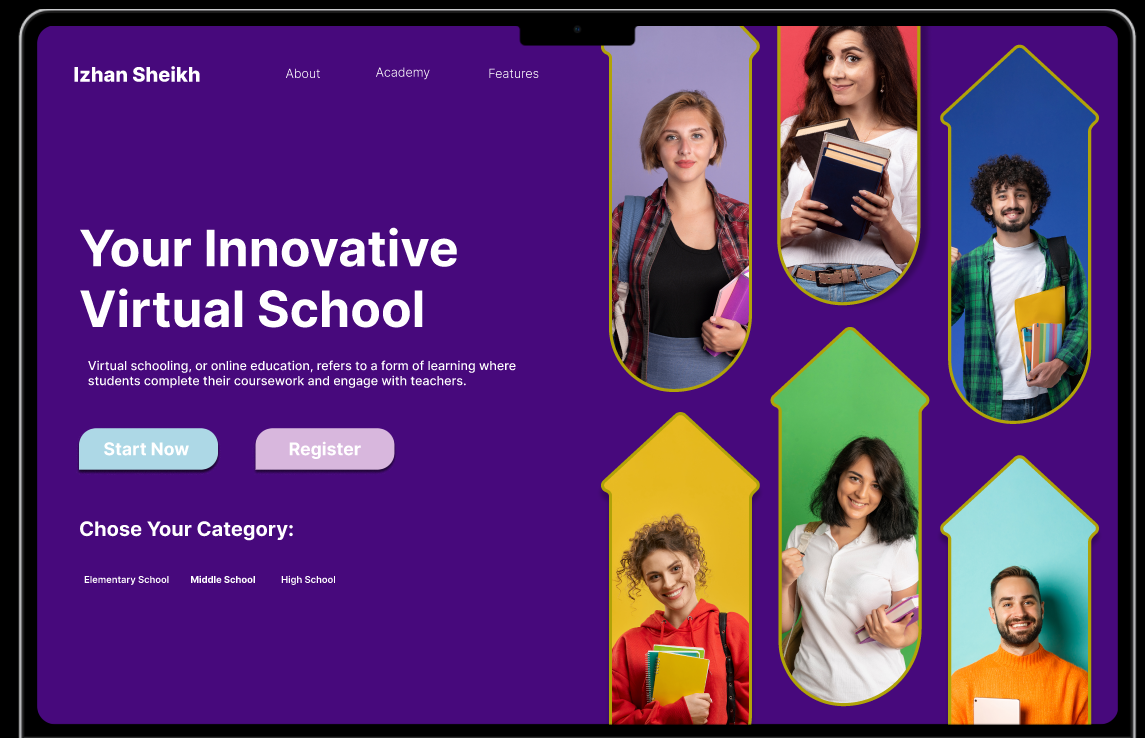 Izhan Sheikh
About
Academy
Features
Your Innovative
Virtual School
Virtual schooling, or online education, refers to a form of learning where
students complete their coursework and engage with teachers.
Start Now
Register
Chose Your Category:
Elementary School
Middle School
High School